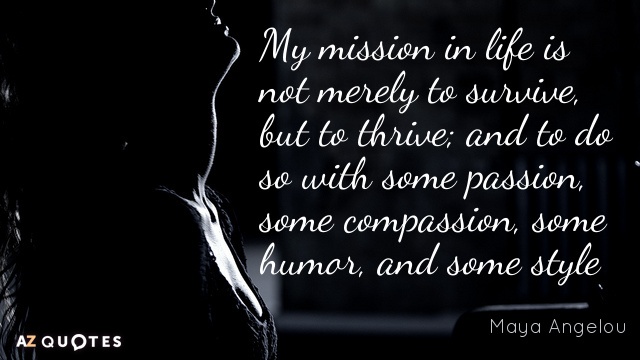 My mission in life is
not merely to survive,
but to thrive; and to do
so with some passion,
some compassion, some
humor, and some style
Maya Angelou
AZ QUOTES